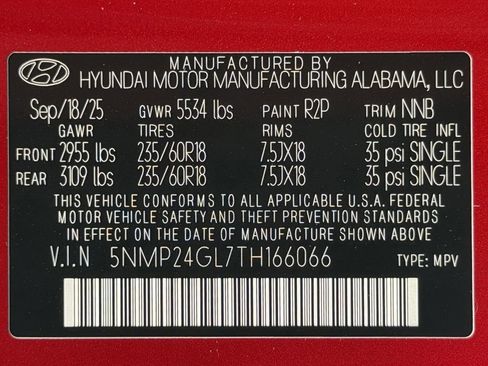 MANUFACTURED BY
HYUNDAI MOTOR MANUFACTURING ALABAMA, LLC
Sep/18/25 GVWR 5534 lbs PAINT R2P TRIM NNB
GAWR TIRES RIMS COLD TIRE INFL
FRONT 2955 lbs 235/60R18 7.5JX18 35 psi SINGLE
REAR 3109 lbs 235/60R18 7.5JX18 35 psi SINGLE
THIS VEHICLE CONFORMS TO ALL APPLICABLE U.S.A. FEDERAL
MOTOR VEHICLE SAFETY AND THEFT PREVENTION STANDARDS
IN EFFECT ON THE DATE OF MANUFACTURE SHOWN ABOVE.
V.I.N 5NMP24GL7TH166066 TYPE: MPV